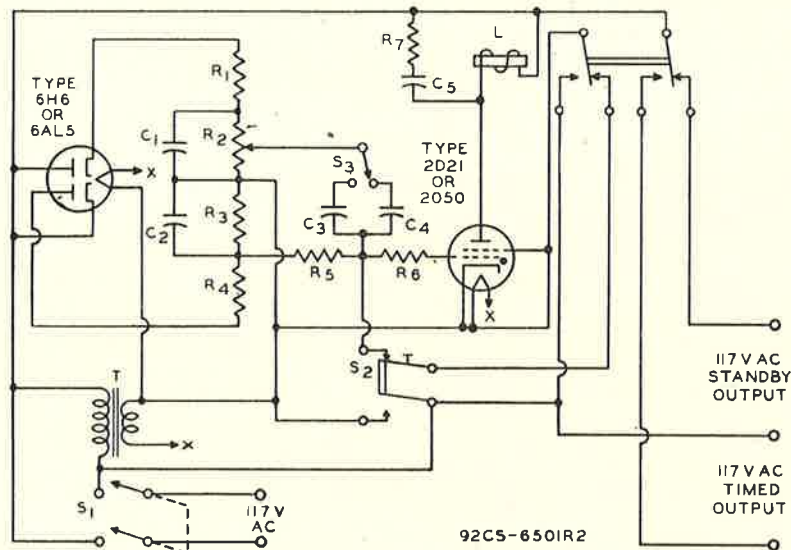 R7
L
C5
R1
TYPE
6H6
OR
6AL5
C1
R2
X
S3
TYPE
2D21
OR
2050
C2
R3
C3
C4
R5
R6
R4
X
S2
T
T
X
117 V AC
STANDBY
OUTPUT
S1
117 V
AC
117 V AC
TIMED
OUTPUT
92CS-6501R2